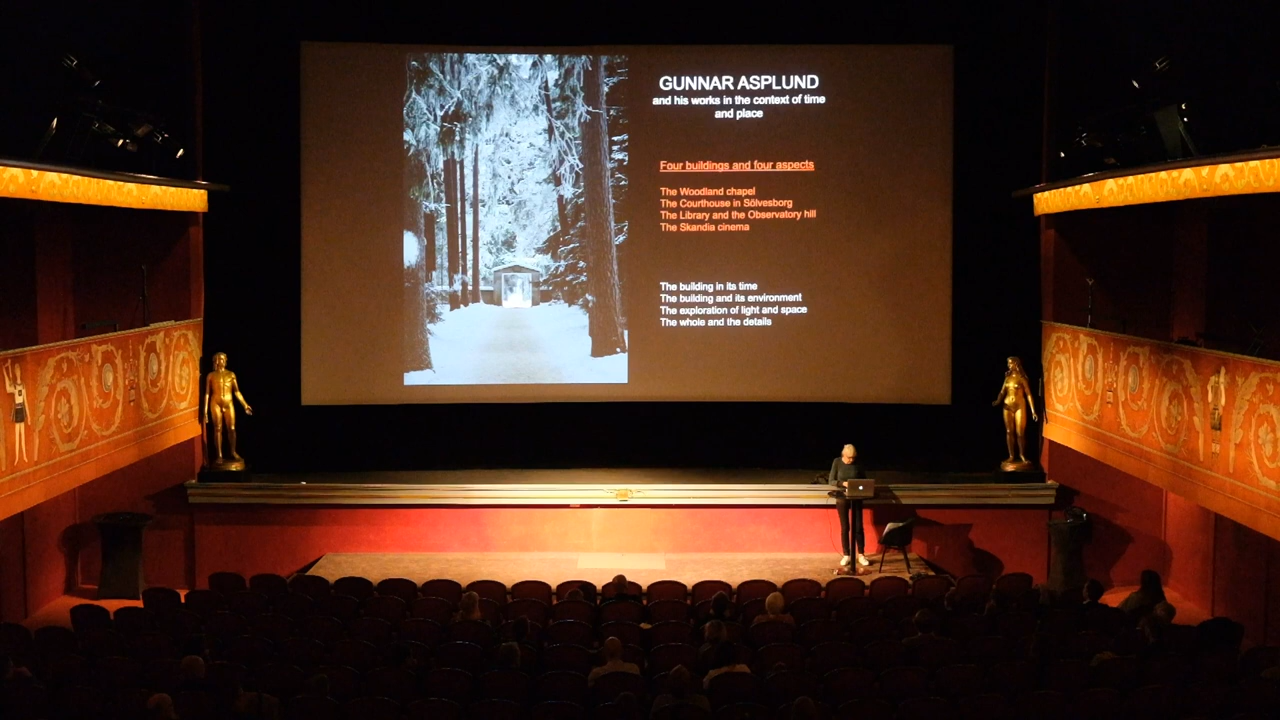 GUNNAR ASPLUND
and his works in the context of time
and place
Four buildings and four aspects
The Woodland chapel
The Courthouse in Sölvesborg
The Library and the Observatory hill
The Skandia cinema
The building in its time
The building and its environment
The exploration of light and space
The whole and the details